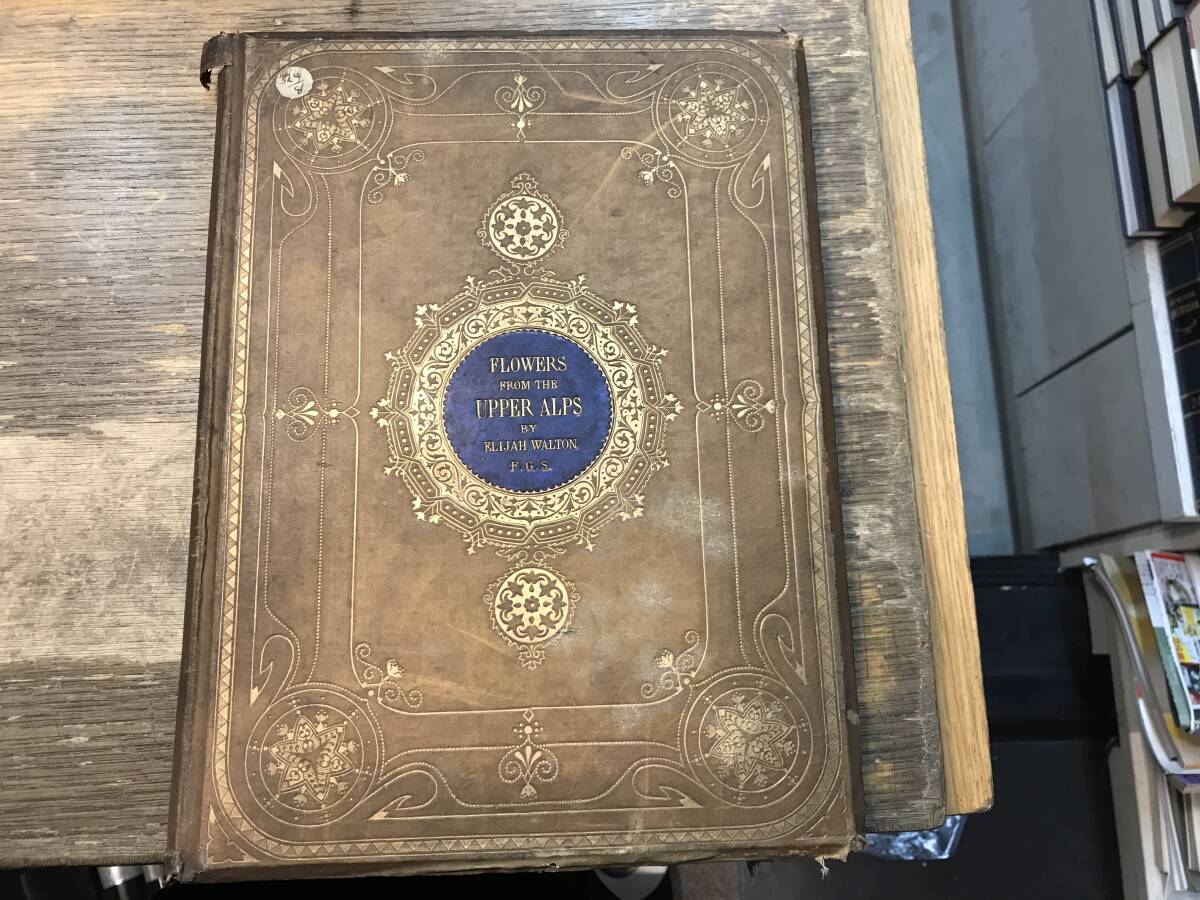 FLOWERS
FROM THE
UPPER ALPS
BY
ELIJAH WALTON
F. G. S.